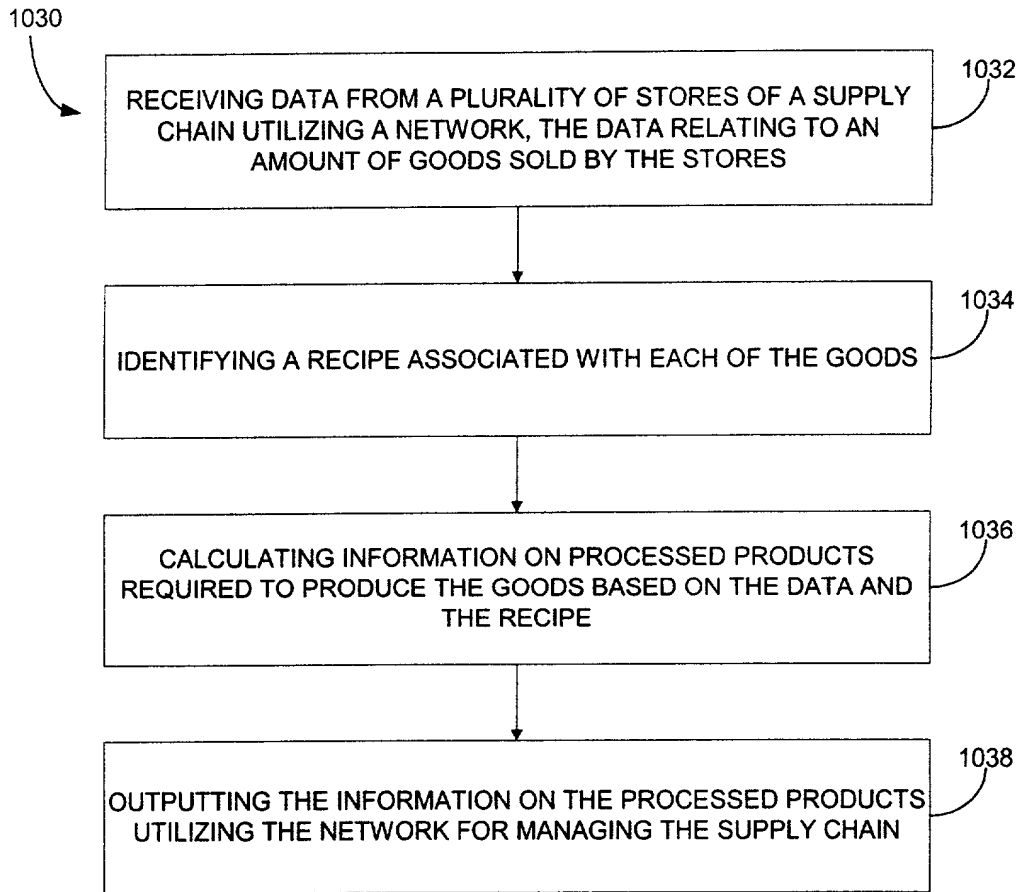 1030
1032
RECEIVING DATA FROM A PLURALITY OF STORES OF A SUPPLY
CHAIN UTILIZING A NETWORK, THE DATA RELATING TO AN
AMOUNT OF GOODS SOLD BY THE STORES
1034
IDENTIFYING A RECIPE ASSOCIATED WITH EACH OF THE GOODS
1036
CALCULATING INFORMATION ON PROCESSED PRODUCTS
REQUIRED TO PRODUCE THE GOODS BASED ON THE DATA AND
THE RECIPE
1038
OUTPUTTING THE INFORMATION ON THE PROCESSED PRODUCTS
UTILIZING THE NETWORK FOR MANAGING THE SUPPLY CHAIN